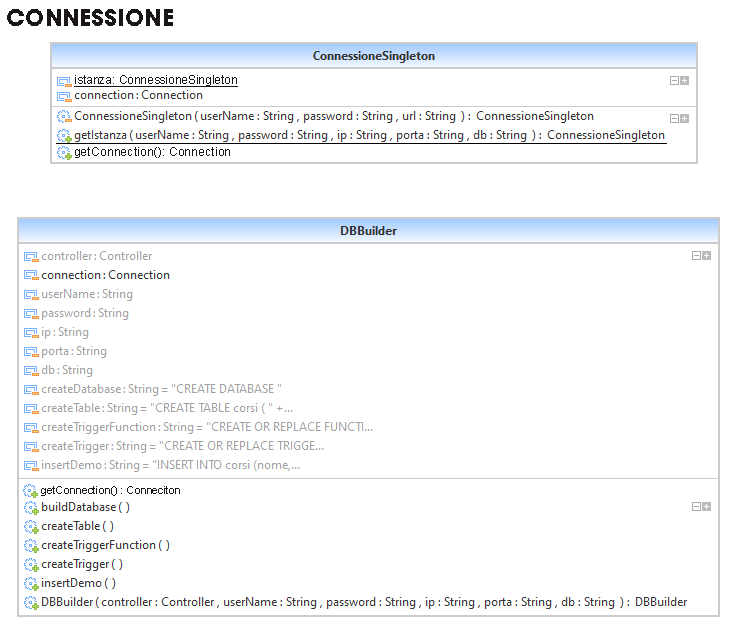 CONNESSIONE
ConnessioneSingleton
istanza: ConnessioneSingleton
connection : Connection
ConnessioneSingleton ( userName : String , password : String , url : String ) : ConnessioneSingleton
getIstanza ( userName : String , password : String , ip : String , porta : String , db : String ) : ConnessioneSingleton
getConnection(): Connection
DBBuilder
controller : Controller
connection : Connection
userName : String
password : String
ip : String
porta : String
db : String
createDatabase : String = "CREATE DATABASE "
createTable : String = "CREATE TABLE corsi ( " +...
createTriggerFunction : String = "CREATE OR REPLACE FUNCTI...
createTrigger : String = "CREATE OR REPLACE TRIGGE...
insertDemo : String = "INSERT INTO corsi (nome,...
getConnection() : Conneciton
buildDatabase ( )
createTable ( )
createTriggerFunction ( )
createTrigger ( )
insertDemo ( )
DBBuilder ( controller : Controller , userName : String , password : String , ip : String , porta : String , db : String ) : DBBuilder